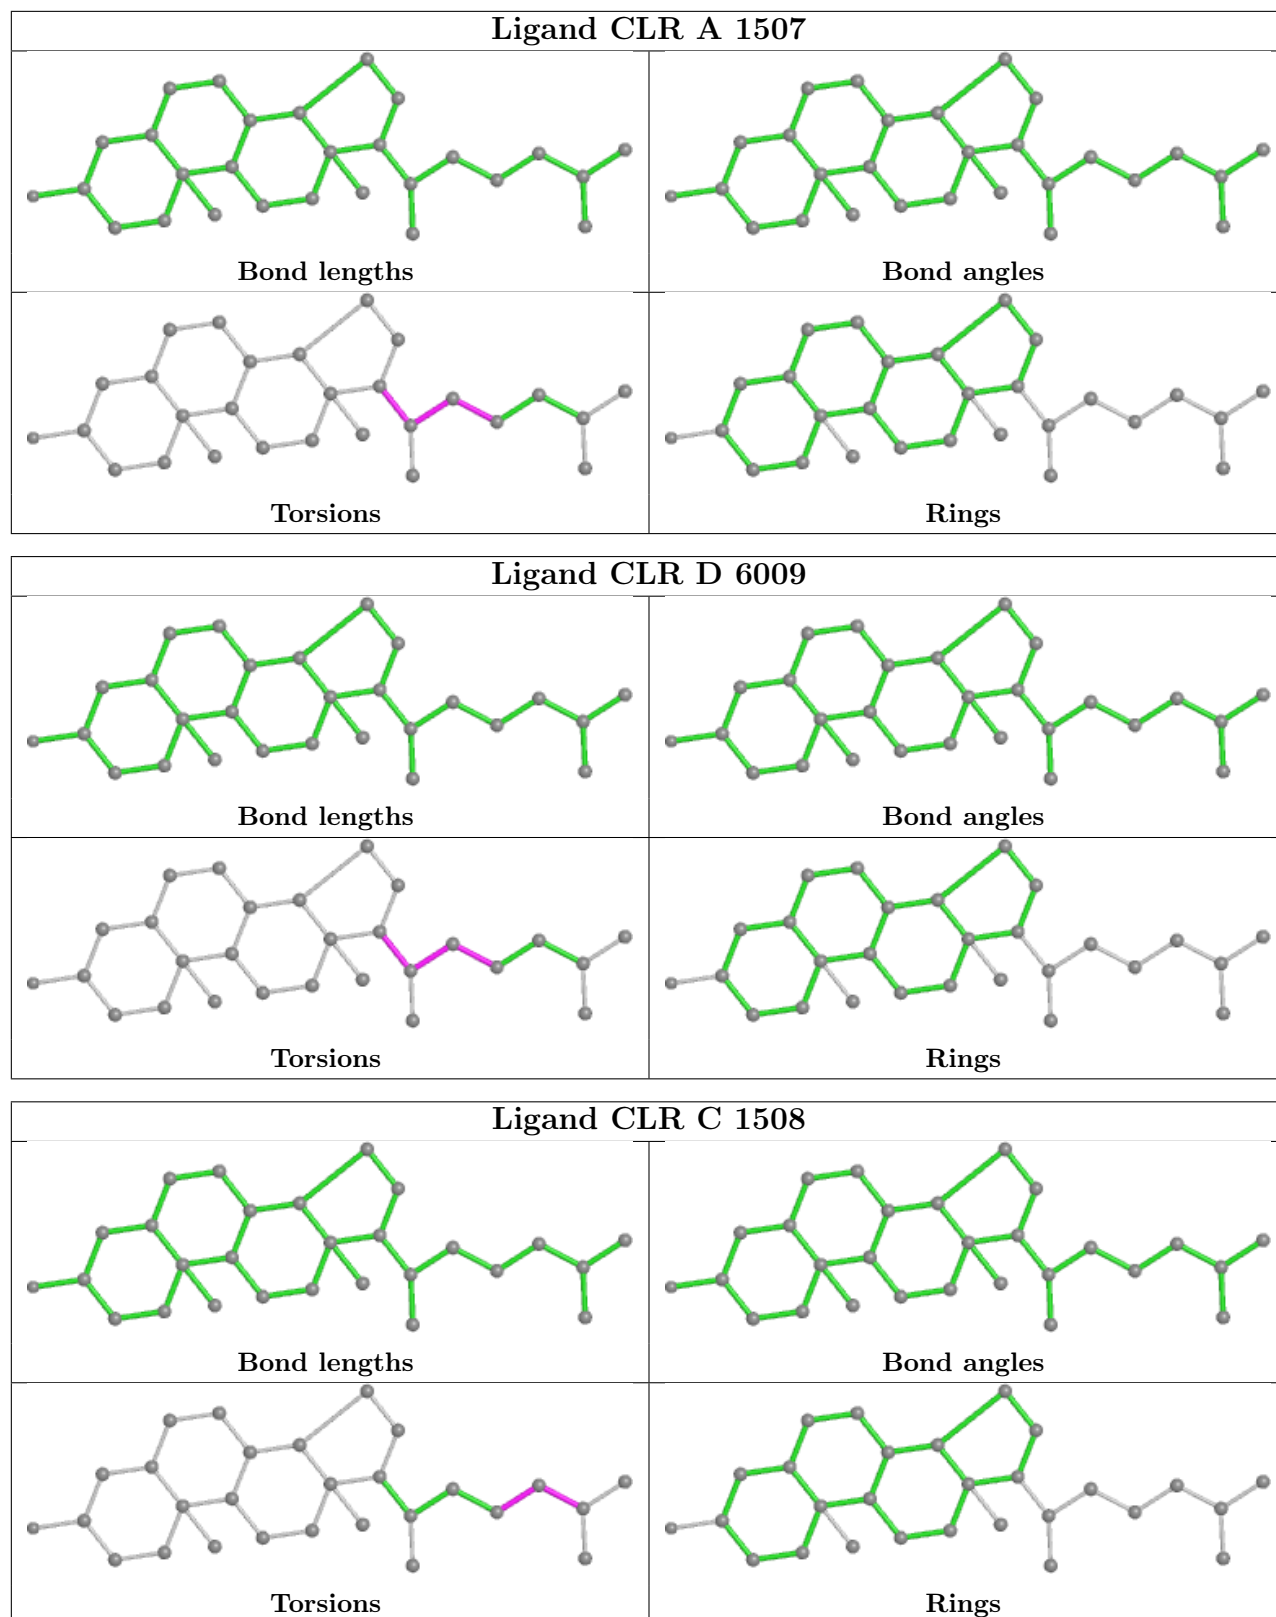 Ligand CLR A 1507
Bond lengths
Bond angles
Torsions
Rings
Ligand CLR D 6009
Bond lengths
Bond angles
Torsions
Rings
Ligand CLR C 1508
Bond lengths
Bond angles
Torsions
Rings